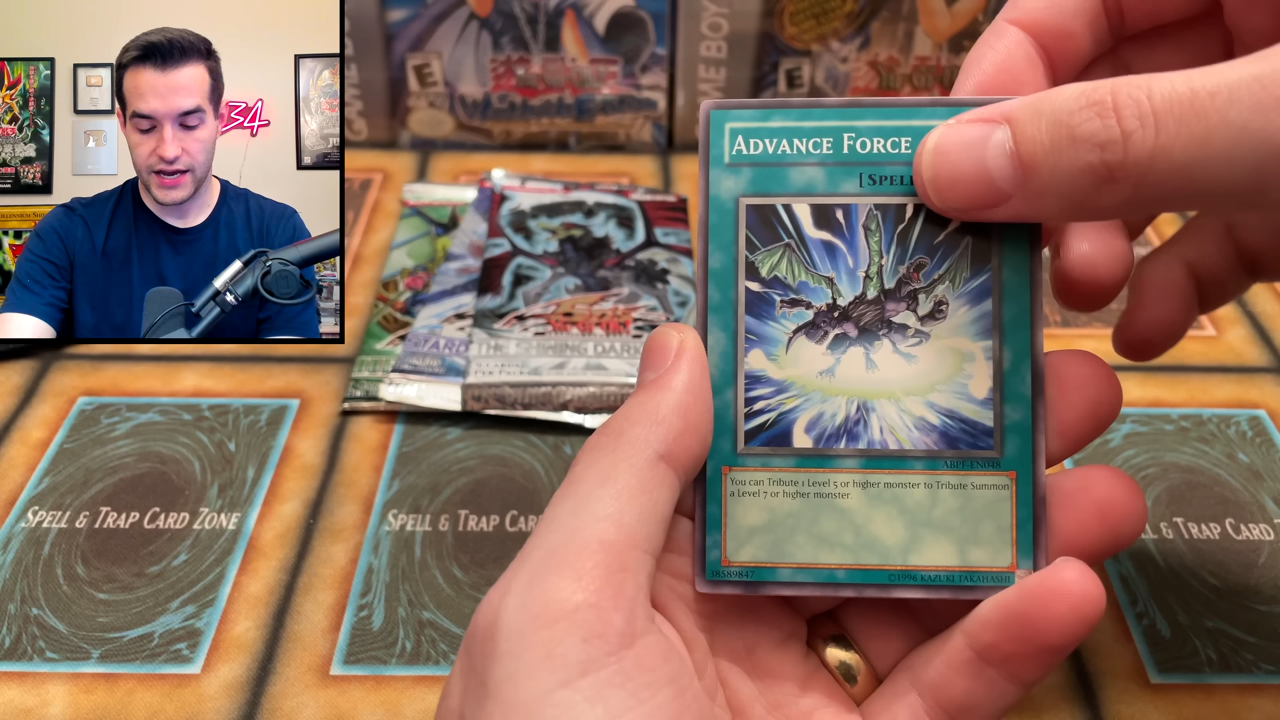 34
MILLENNIUM
E
GAME BOY
E
ADVANCE FORCE
[SPELL
ABPF-EN048
You can Tribute 1 Level 5 or higher monster to Tribute Summon
a Level 7 or higher monster.
38589847
©1996 KAZUKI TAKAHASHI
THE SHINING DARK
SPELL & TRAP CARD ZONE
SPELL & TRAP CAR
& TRAP CARD